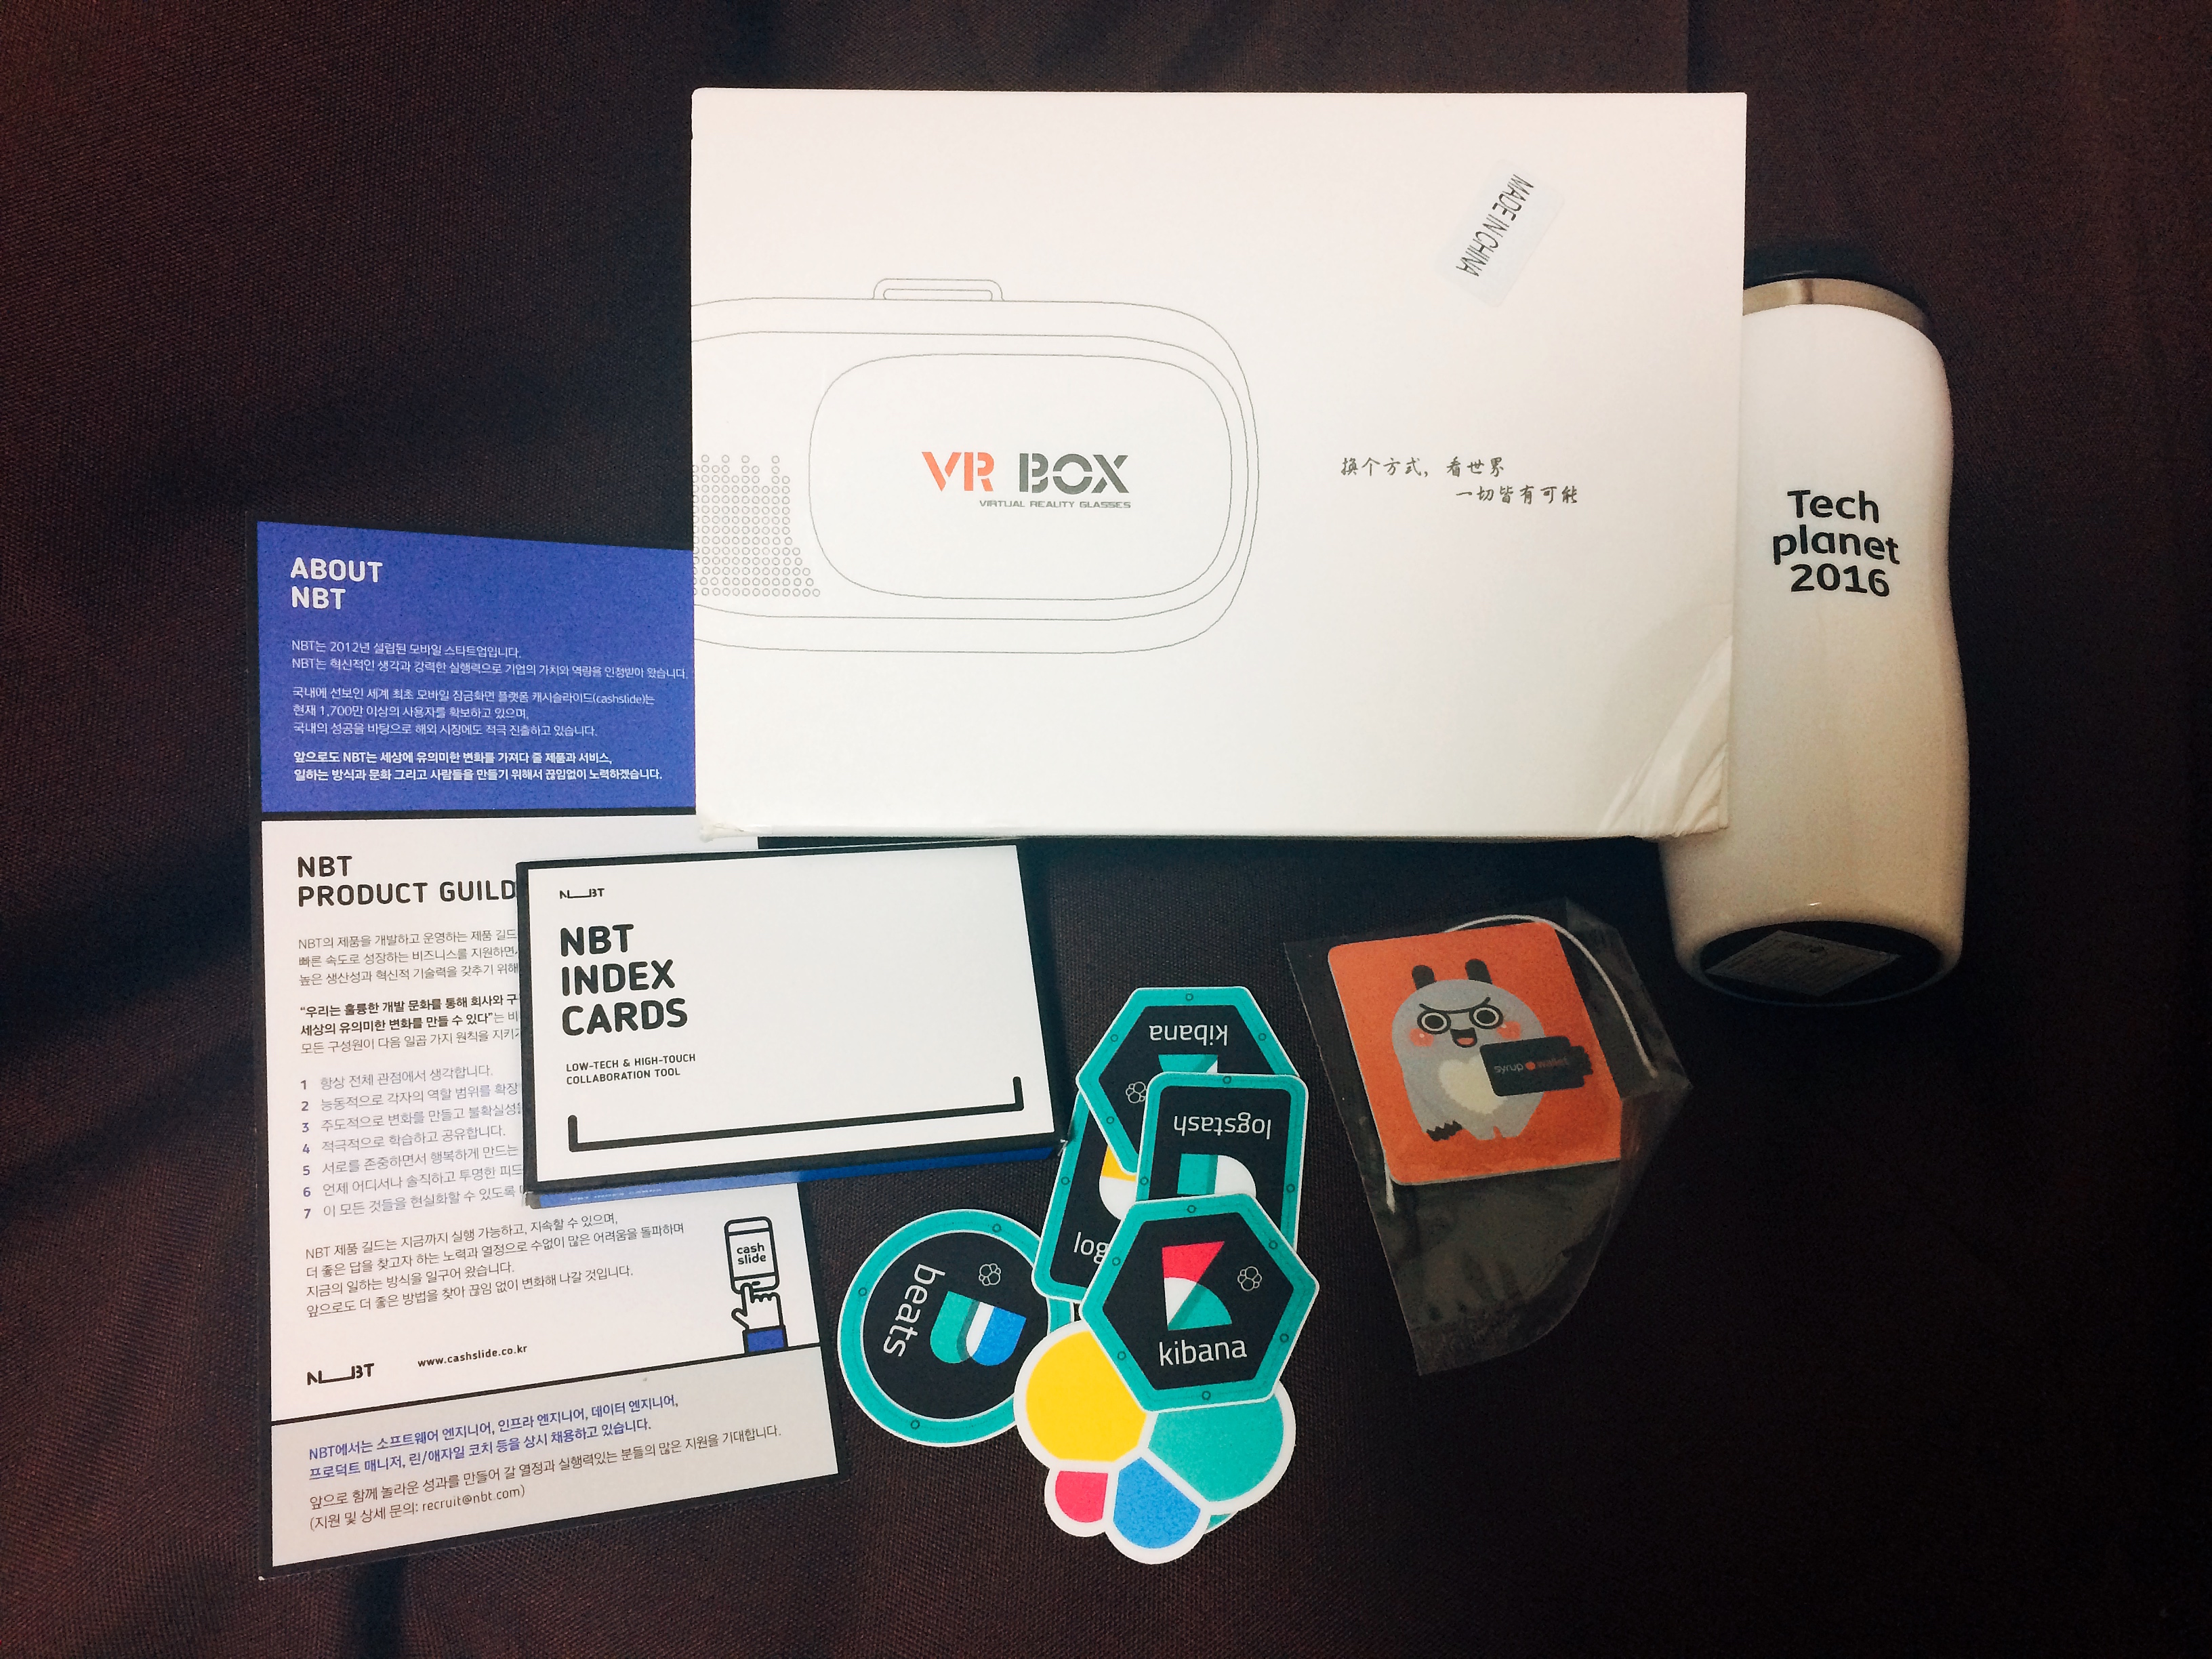 MADE IN CHINA
VR BOX
VIRTUAL REALITY GLASSES
换个方式，看世界
一切皆有可能
Tech
planet
2016
ABOUT
NBT
NBT는 2012년 설립된 모바일 스타트업입니다.
NBT는 혁신적인 생각과 강력한 실행력으로 기업의 가치와 역량을 인정받아 왔습니다.
국내에 선보인 세계 최초 모바일 잠금화면 플랫폼 캐시슬라이드(cashslide)는
현재 1,700만 이상의 사용자를 확보하고 있으며,
국내의 성공을 바탕으로 해외 시장에도 적극 진출하고 있습니다.
앞으로도 NBT는 세상에 유의미한 변화를 가져다 줄 제품과 서비스,
일하는 방식과 문화 그리고 사람들을 만들기 위해서 끊임없이 노력하겠습니다.
NBT
PRODUCT GUILD
NBT의 제품을 개발하고 운영하는 제품 길드
빠른 속도로 성장하는 비즈니스를 지원하면
높은 생산성과 혁신적 기술력을 갖추기 위해
“우리는 훌륭한 개발 문화를 통해 회사와 구
세상의 유의미한 변화를 만들 수 있다”는 비
모든 구성원이 다음 일곱 가지 원칙을 지키
1 항상 전체 관점에서 생각합니다.
2 능동적으로 각자의 역할 범위를 확장
3 주도적으로 변화를 만들고 불확실성
4 적극적으로 학습하고 공유합니다.
5 서로를 존중하면서 행복하게 만드는
6 언제 어디서나 솔직하고 투명한 피드
7 이 모든 것들을 현실화할 수 있도록
NBT 제품 길드는 지금까지 실행 가능하고, 지속할 수 있으며,
더 좋은 답을 찾고자 하는 노력과 열정으로 수없이 많은 어려움을 돌파하며
지금의 일하는 방식을 일구어 왔습니다.
앞으로도 더 좋은 방법을 찾아 끊임 없이 변화해 나갈 것입니다.
cash
slide
NBT
www.cashslide.co.kr
NBT에서는 소프트웨어 엔지니어, 인프라 엔지니어, 데이터 엔지니어,
프로덕트 매니저, 린/애자일 코치 등을 상시 채용하고 있습니다.
앞으로 함께 놀라운 성과를 만들어 갈 열정과 실행력있는 분들의 많은 지원을 기대합니다.
(지원 및 상세 문의: recruit@nbt.com)
NBT
NBT
INDEX
CARDS
LOW-TECH & HIGH-TOUCH
COLLABORATION TOOL
NBT INDEX CARDS
kibana
logstash
log
beats
kibana
syrup wallet